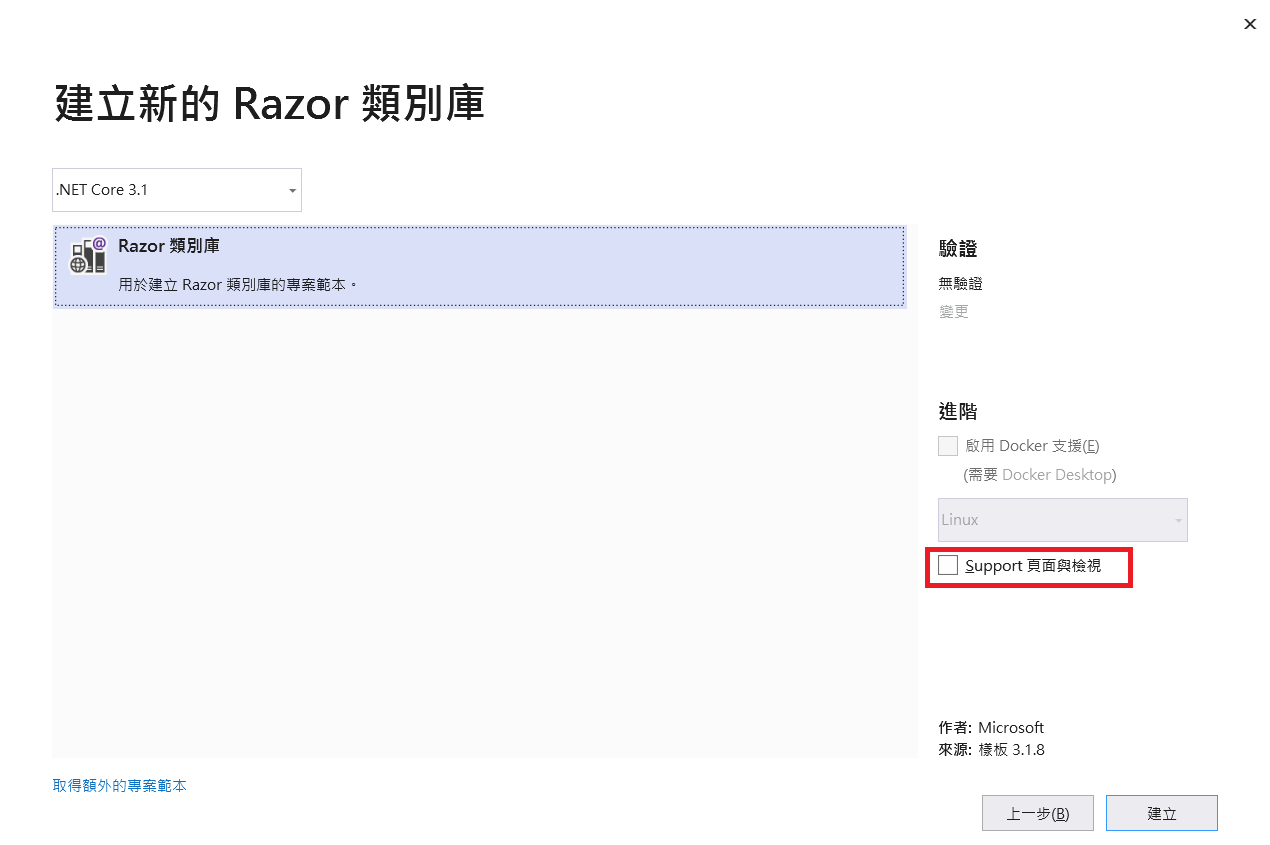 建立新的 Razor 類別庫
.NET Core 3.1
Razor 類別庫
用於建立 Razor 類別庫的專案範本。
驗證
無驗證
變更
進階
啟用 Docker 支援(E)
(需要 Docker Desktop)
Linux
Support 頁面與檢視
作者: Microsoft
來源: 樣板 3.1.8
取得額外的專案範本
上一步(B)
建立